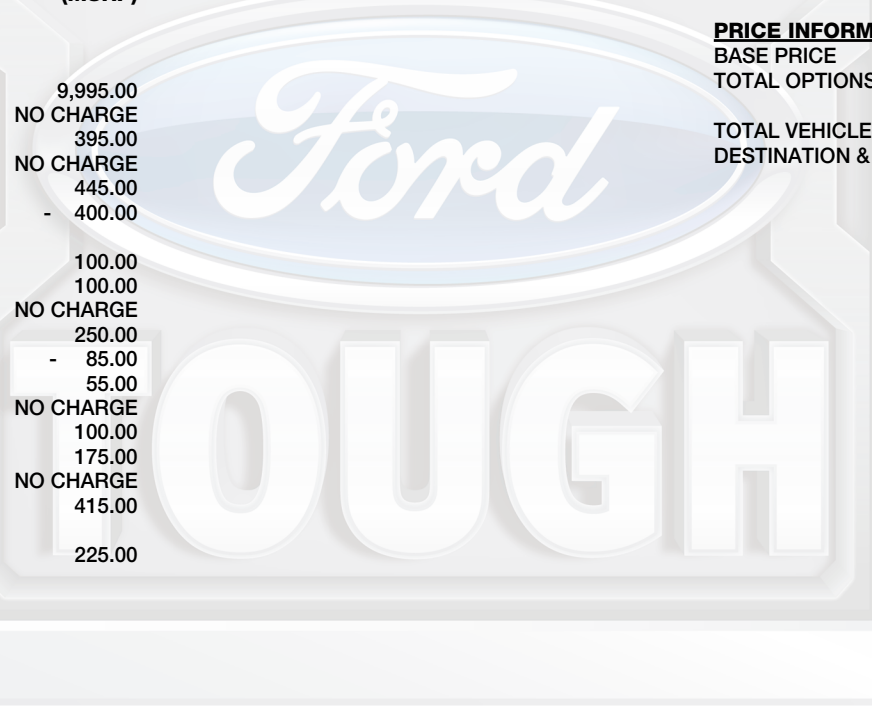 (MSRP)
9,995.00
NO CHARGE
395.00
NO CHARGE
445.00
- 400.00
100.00
100.00
NO CHARGE
250.00
- 85.00
55.00
NO CHARGE
100.00
175.00
NO CHARGE
415.00
225.00
PRICE INFORM
BASE PRICE
TOTAL OPTIONS
TOTAL VEHICLE
DESTINATION &
Ford
TOUGH